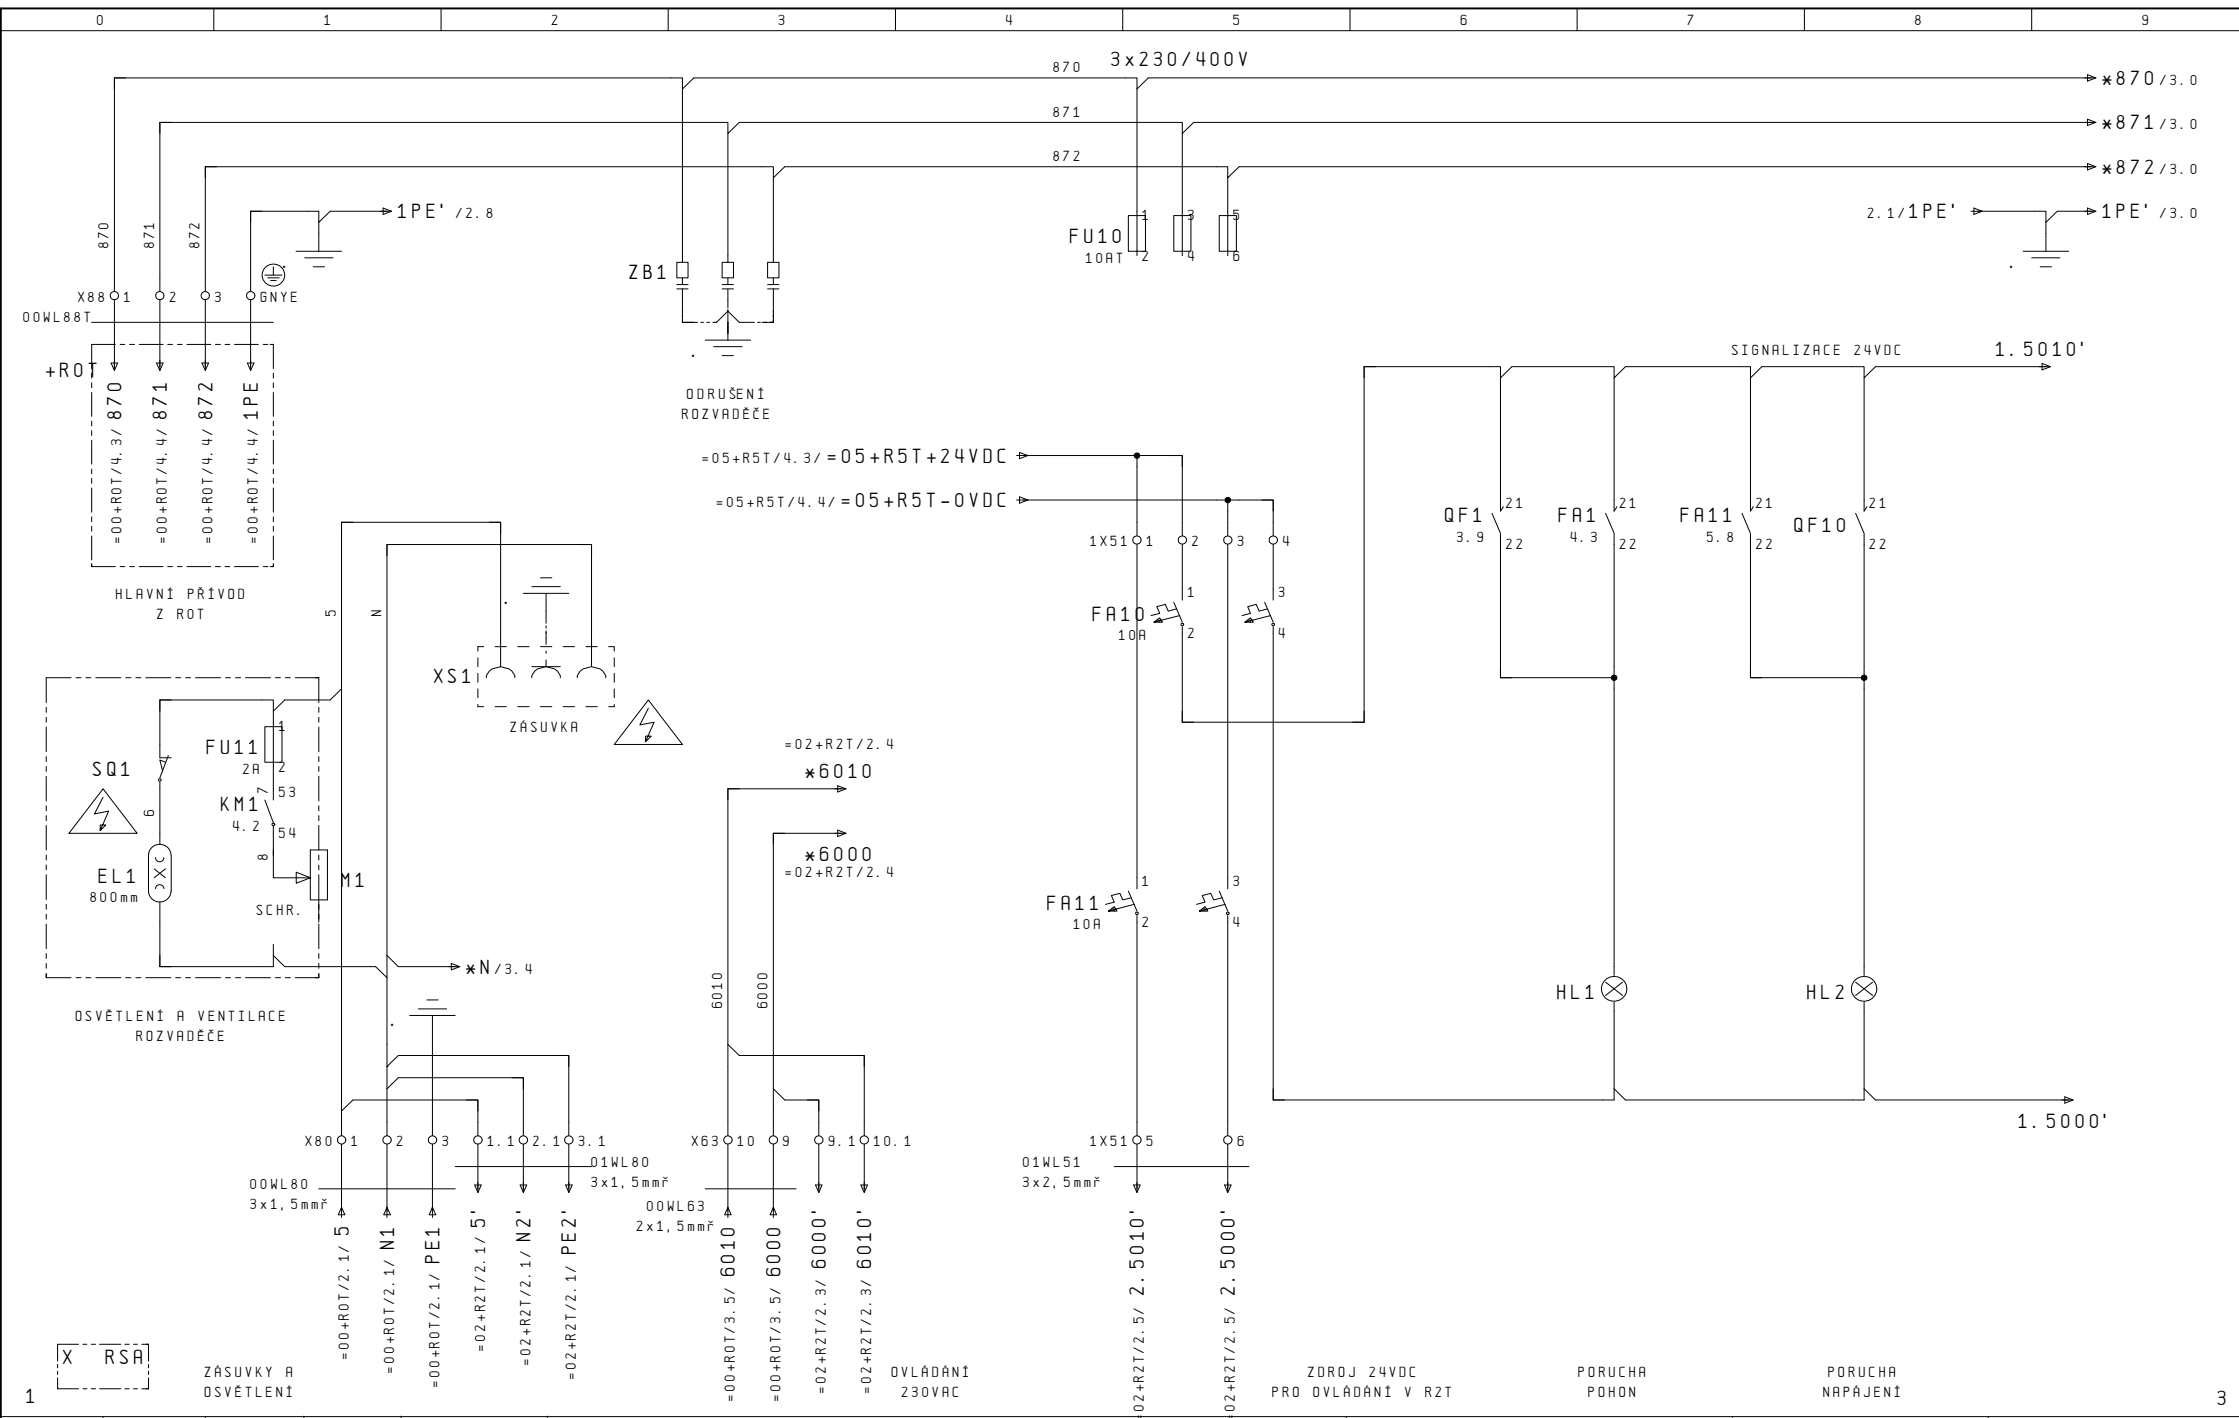 0 1 2 3 4 5 6 7 8 9
3x230/400V
870
*870/3.0
871
*871/3.0
872
*872/3.0
870
871
872
1PE' /2.8
2.1/1PE'
1PE' /3.0
FU10
10AT
1
2
3
4
5
6
ZB1
X88 1 2 3 GNYE
00WL88T
+R0T
=00+R0T/4.3/ 870
=00+R0T/4.4/ 871
=00+R0T/4.4/ 872
=00+R0T/4.4/ 1PE
HLAVNÍ PŘÍVOD
Z ROT
ODRUŠENÍ
ROZVADĚČE
SIGNALIZACE 24VDC
1.5010'
=05+R5T/4.3/=05+R5T+24VDC
=05+R5T/4.4/=05+R5T-0VDC
1X51 1 2 3 4
QF1
3.9
21
22
FA1
4.3
21
22
FA11
5.8
21
22
QF10
21
22
5
N
FA10
10A
1
2
3
4
XS1
ZÁSUVKA
FU11
2A
1
2
SQ1
6
KM1
4.2
7
53
54
8
EL1
800mm
M1
SCHR.
=02+R2T/2.4
*6010
*6000
=02+R2T/2.4
FA11
10A
1
2
3
4
*N/3.4
6010
6000
HL1
HL2
OSVĚTLENÍ A VENTILACE
ROZVADĚČE
X80 1 2 3 1.1 2.1 3.1
X63 10 9 9.1 10.1
1X51 5 6
1.5000'
01WL80
3x1,5mmř
00WL80
3x1,5mmř
00WL63
2x1,5mmř
01WL51
3x2,5mmř
=00+R0T/2.1/ 5
=00+R0T/2.1/ N1
=00+R0T/2.1/ PE1
=02+R2T/2.1/ 5'
=02+R2T/2.1/ N2'
=02+R2T/2.1/ PE2'
=00+R0T/3.5/ 6010
=00+R0T/3.5/ 6000
=02+R2T/2.3/ 6000'
=02+R2T/2.3/ 6010'
02+R2T/2.5/ 2.5010'
02+R2T/2.5/ 2.5000'
X RSA
ZÁSUVKY A
OSVĚTLENÍ
OVLÁDÁNÍ
230VAC
ZDROJ 24VDC
PRO OVLÁDÁNÍ V R2T
PORUCHA
POHON
PORUCHA
NAPÁJENÍ
1
3